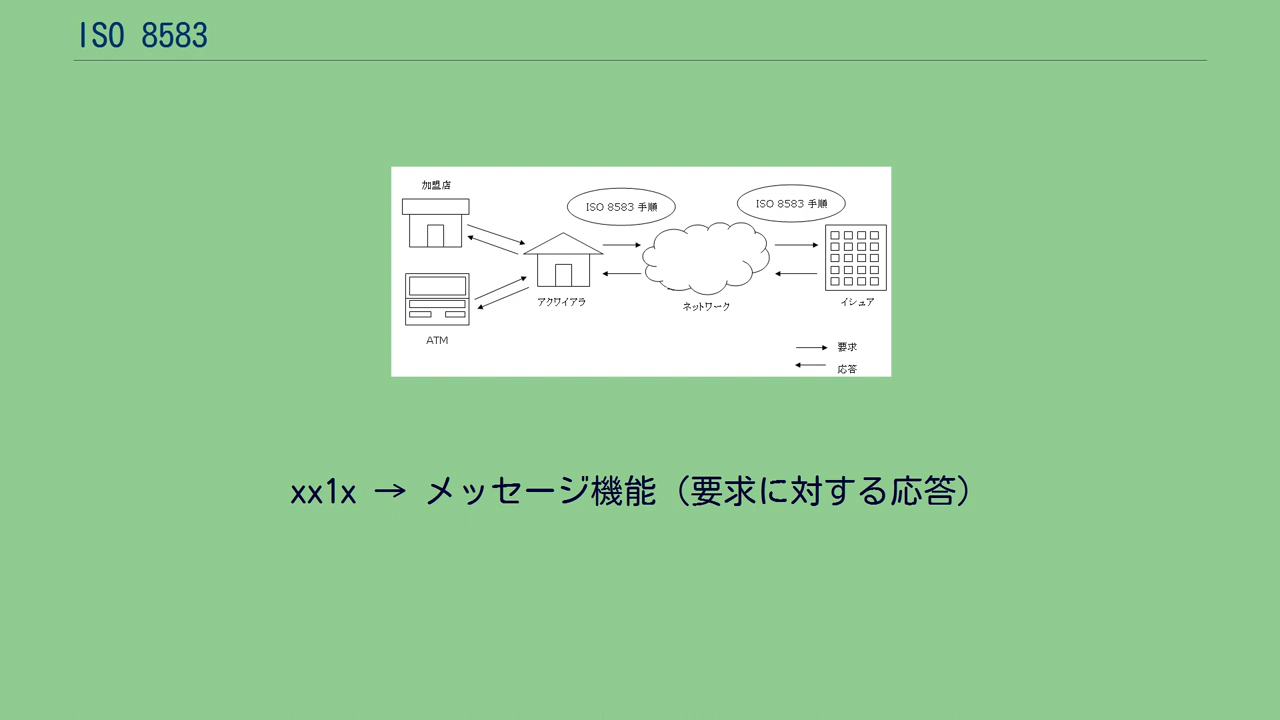 ISO 8583
加盟店
ISO 8583 手順
ISO 8583 手順
アクワイアラ
ネットワーク
イシュア
ATM
要求
応答
xx1x → メッセージ機能（要求に対する応答）